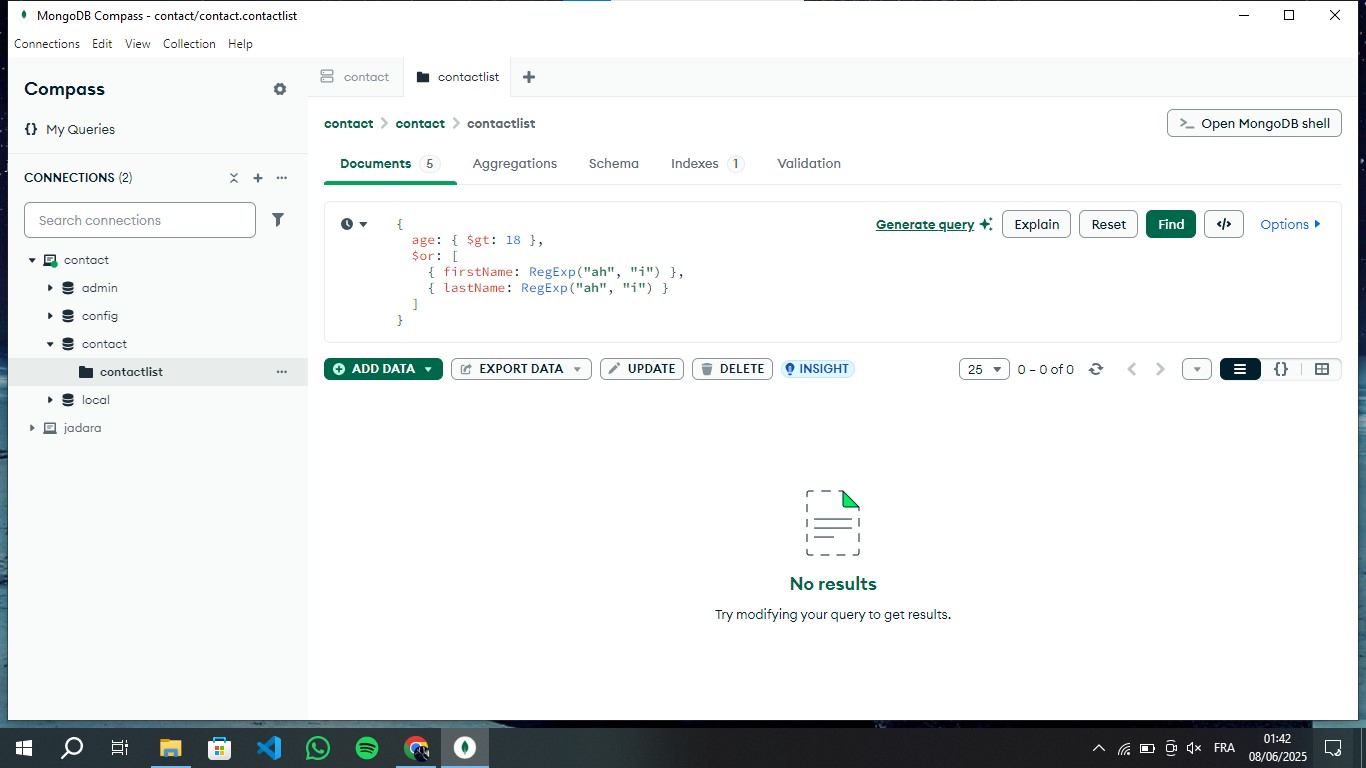 MongoDB Compass - contact/contact.contactlist
Connections Edit View Collection Help
Compass
My Queries
CONNECTIONS (2)
Search connections
contact
admin
config
contact
contactlist
local
jadara
contact contactlist
contact > contact > contactlist
>_ Open MongoDB shell
Documents 5 Aggregations Schema Indexes 1 Validation
Generate query Explain Reset Find </> Options
{
age: { $gt: 18 },
$or: [
{ firstName: RegExp("ah", "i") },
{ lastName: RegExp("ah", "i") }
]
}
ADD DATA EXPORT DATA UPDATE DELETE INSIGHT 25 0 – 0 of 0 {}
No results
Try modifying your query to get results.
FRA
01:42
08/06/2025